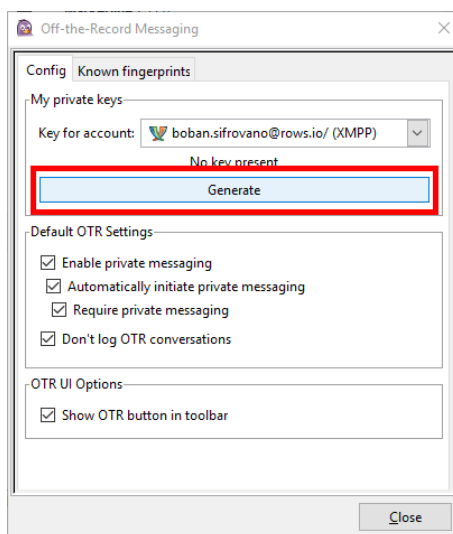 Off-the-Record Messaging
Config Known fingerprints
My private keys
Key for account: boban.sifrovano@rows.io/ (XMPP)
No key present
Generate
Default OTR Settings
Enable private messaging
Automatically initiate private messaging
Require private messaging
Don't log OTR conversations
OTR UI Options
Show OTR button in toolbar
Close